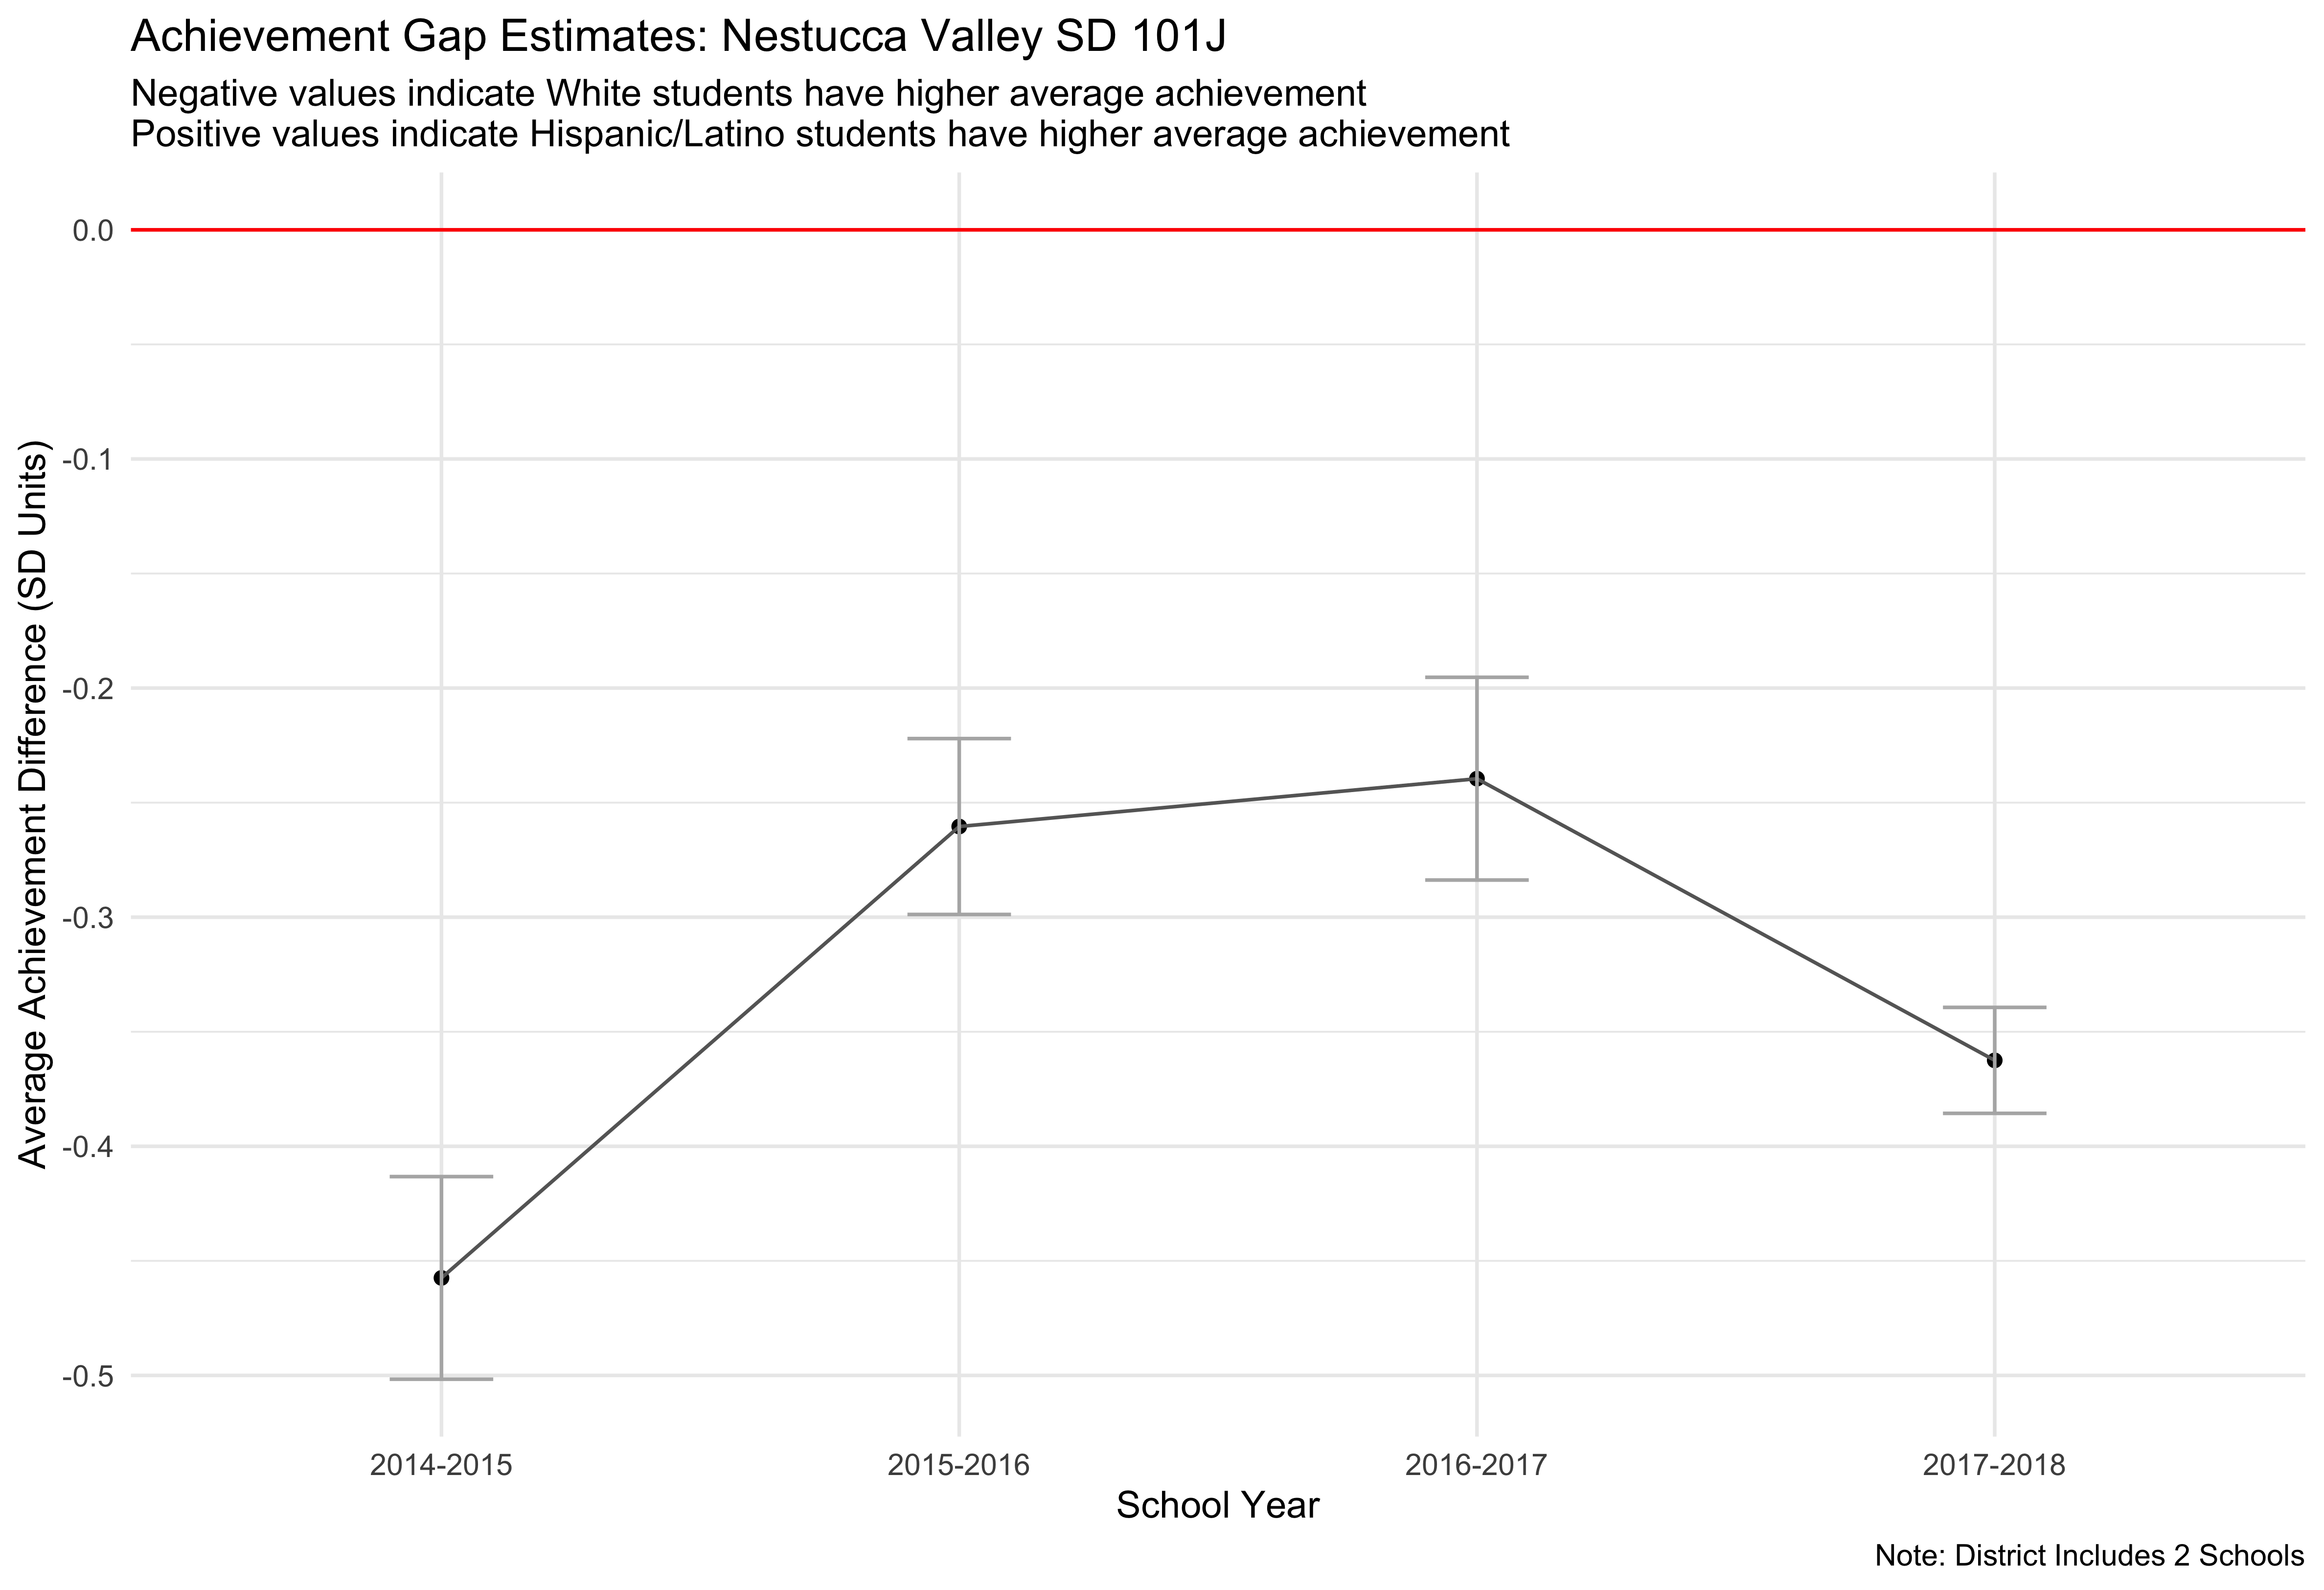 Achievement Gap Estimates: Nestucca Valley SD 101J
Negative values indicate White students have higher average achievement
Positive values indicate Hispanic/Latino students have higher average achievement
Average Achievement Difference (SD Units)
0.0
-0.1
-0.2
-0.3
-0.4
-0.5
2014-2015
2015-2016
2016-2017
2017-2018
School Year
Note: District Includes 2 Schools